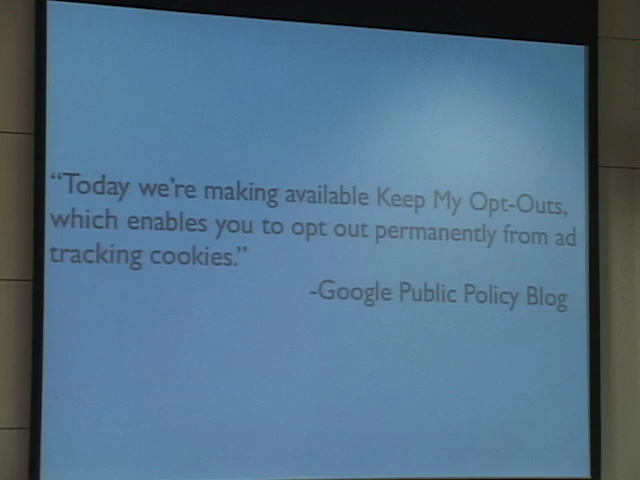 “Today we're making available Keep My Opt-Outs,
which enables you to opt out permanently from ad
tracking cookies.”
-Google Public Policy Blog